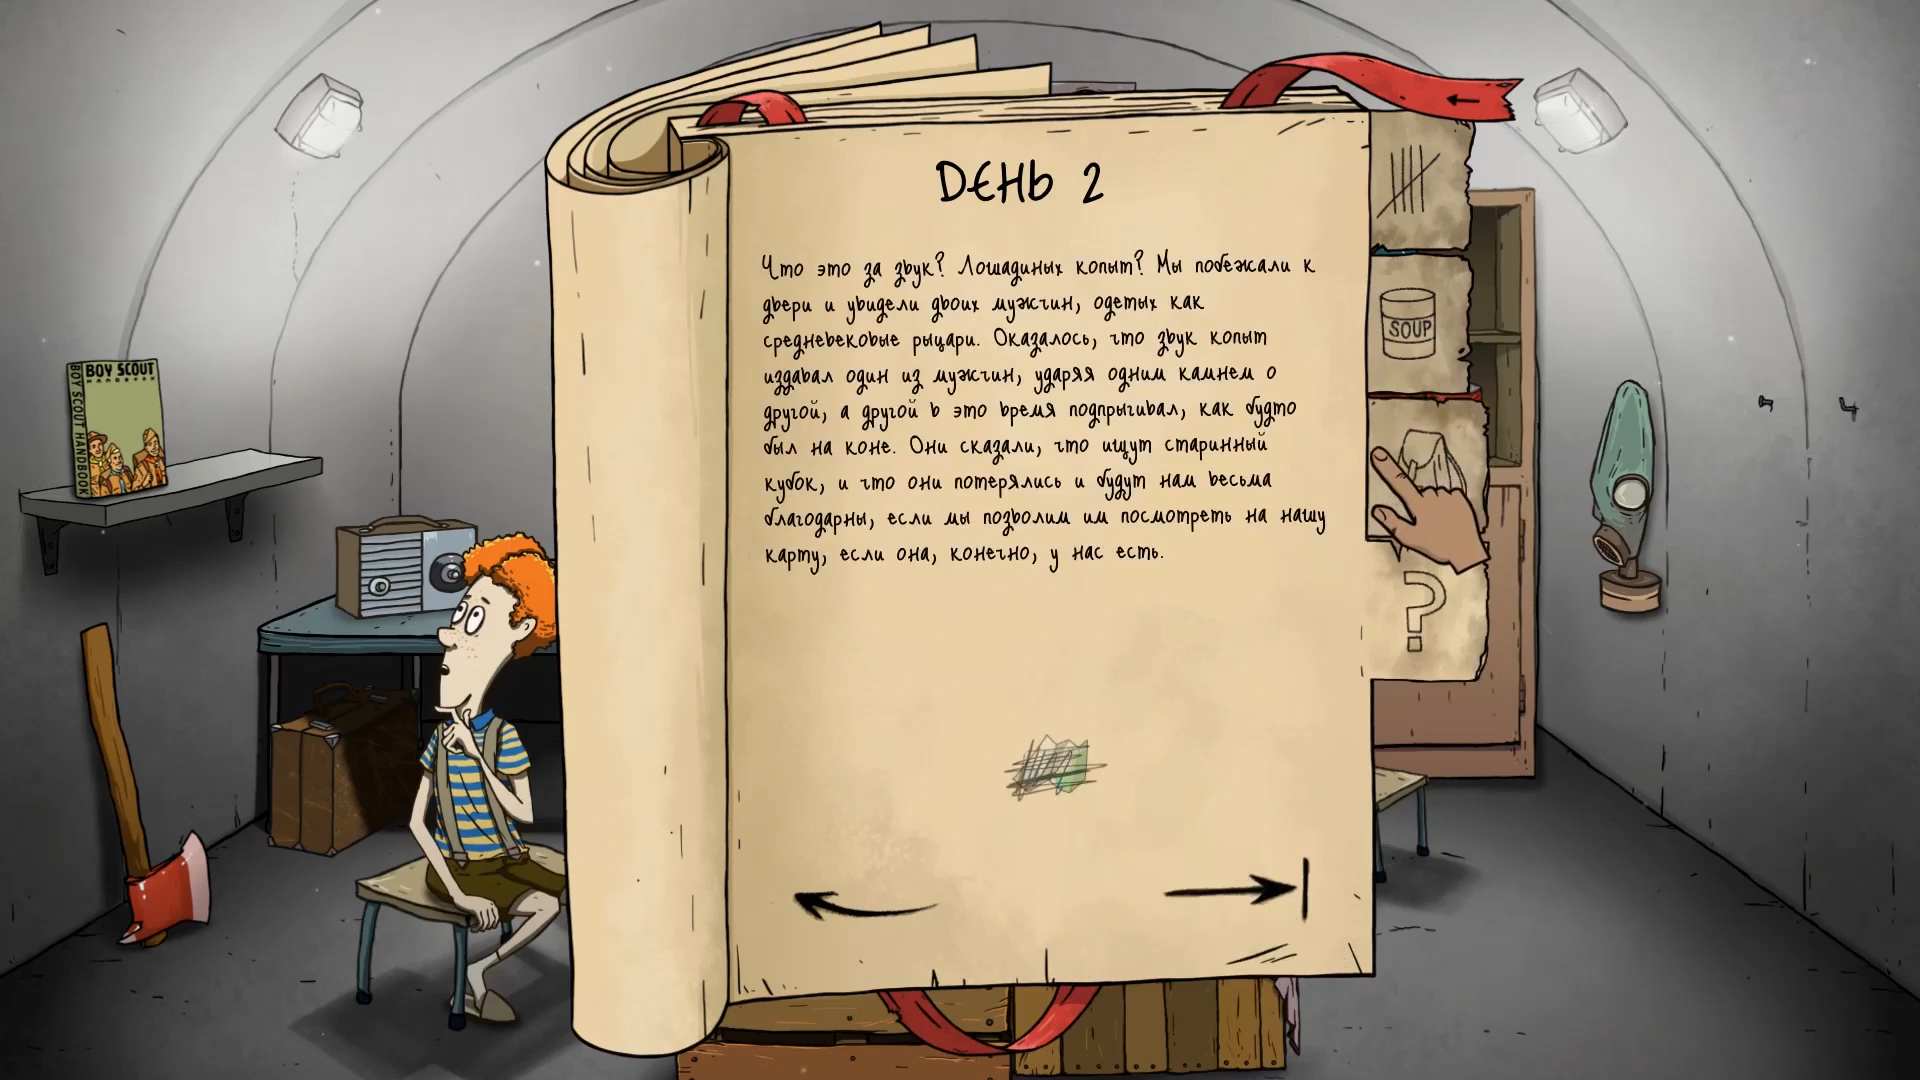 ДЕНЬ 2
Что это за звук? Лошадиных копыт? Мы побежали к
двери и увидели двоих мужчин, одетых как
средневековые рыцари. Оказалось, что звук копыт
издавал один из мужчин, ударяя одним камнем о
другой, а другой в это время подпрыгивал, как будто
был на коне. Они сказали, что ищут старинный
кубок, и что они потерялись и будут нам весьма
благодарны, если мы позволим им посмотреть на нашу
карту, если она, конечно, у нас есть.
SOUP
?
BOY SCOUT
HANDBOOK
BOY SCOUT HANDBOOK